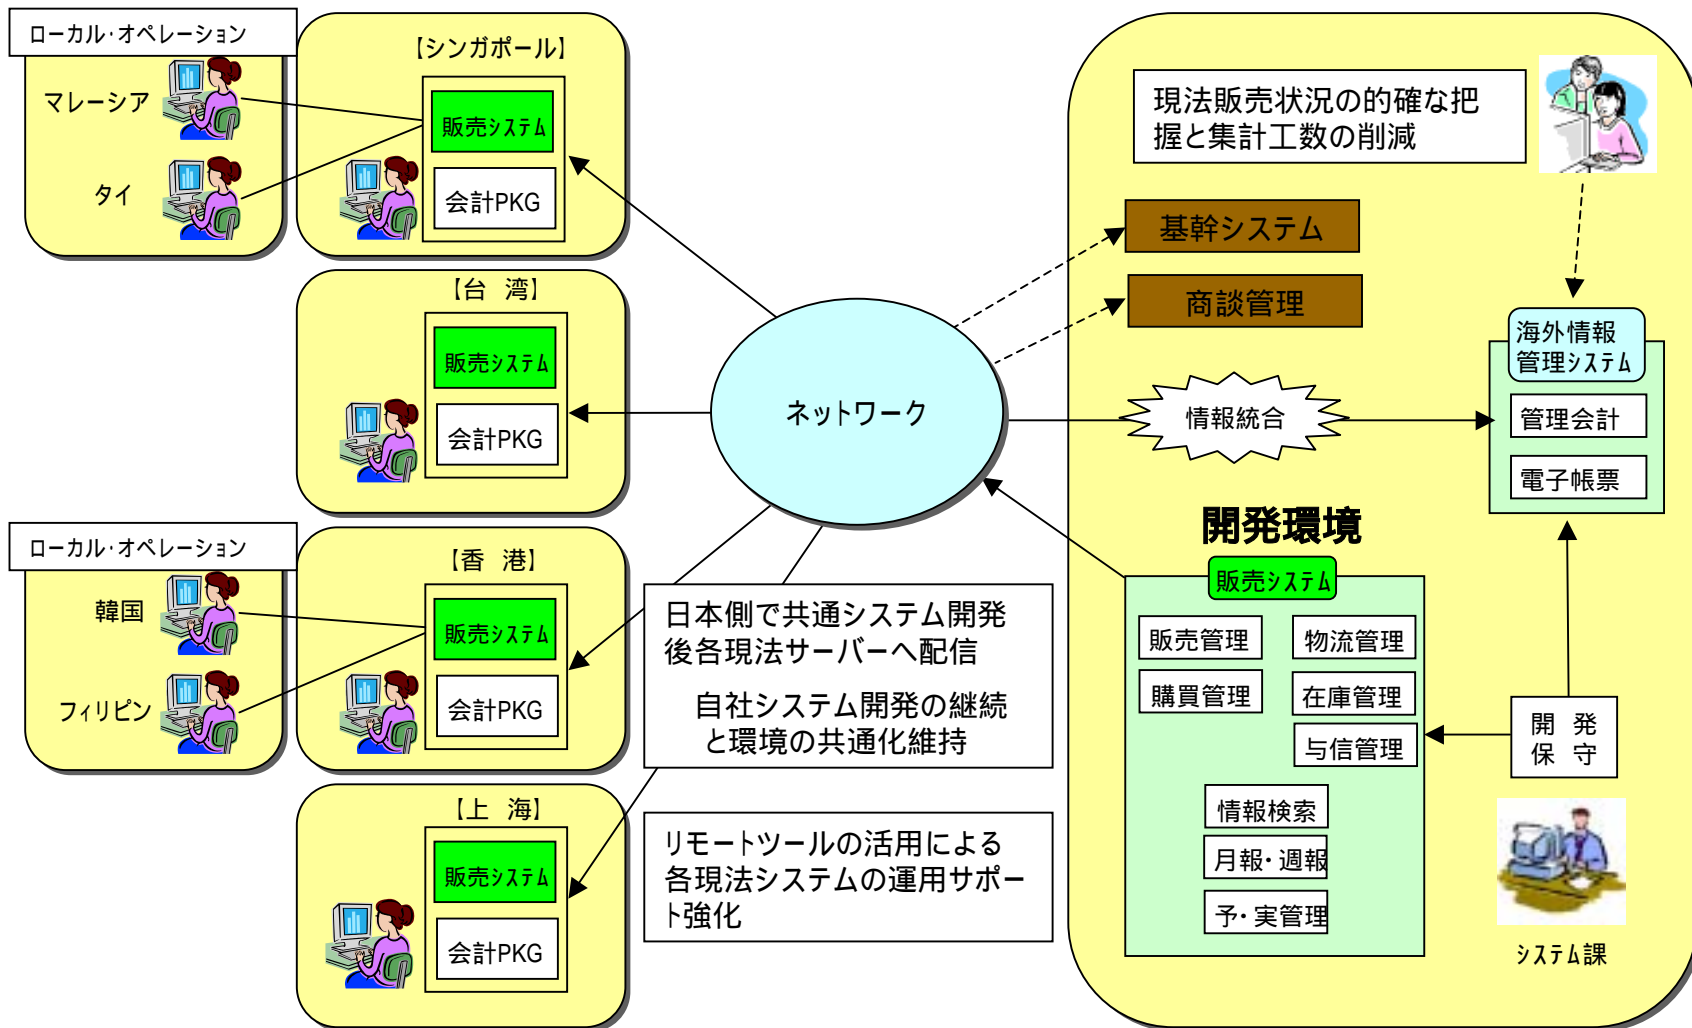 ローカル・オペレーション
マレーシア
タイ
【シンガポール】
販売システム
会計PKG
【台 湾】
販売システム
会計PKG
ローカル・オペレーション
韓国
フィリピン
【香 港】
販売システム
会計PKG
【上 海】
販売システム
会計PKG
ネットワーク
日本側で共通システム開発
後各現法サーバーへ配信
自社システム開発の継続
と環境の共通化維持
リモートツールの活用による
各現法システムの運用サポー
ト強化
現法販売状況の的確な把
握と集計工数の削減
基幹システム
商談管理
情報統合
海外情報
管理システム
管理会計
電子帳票
開発環境
販売システム
販売管理
物流管理
購買管理
在庫管理
与信管理
情報検索
月報・週報
予・実管理
開 発
保 守
システム課